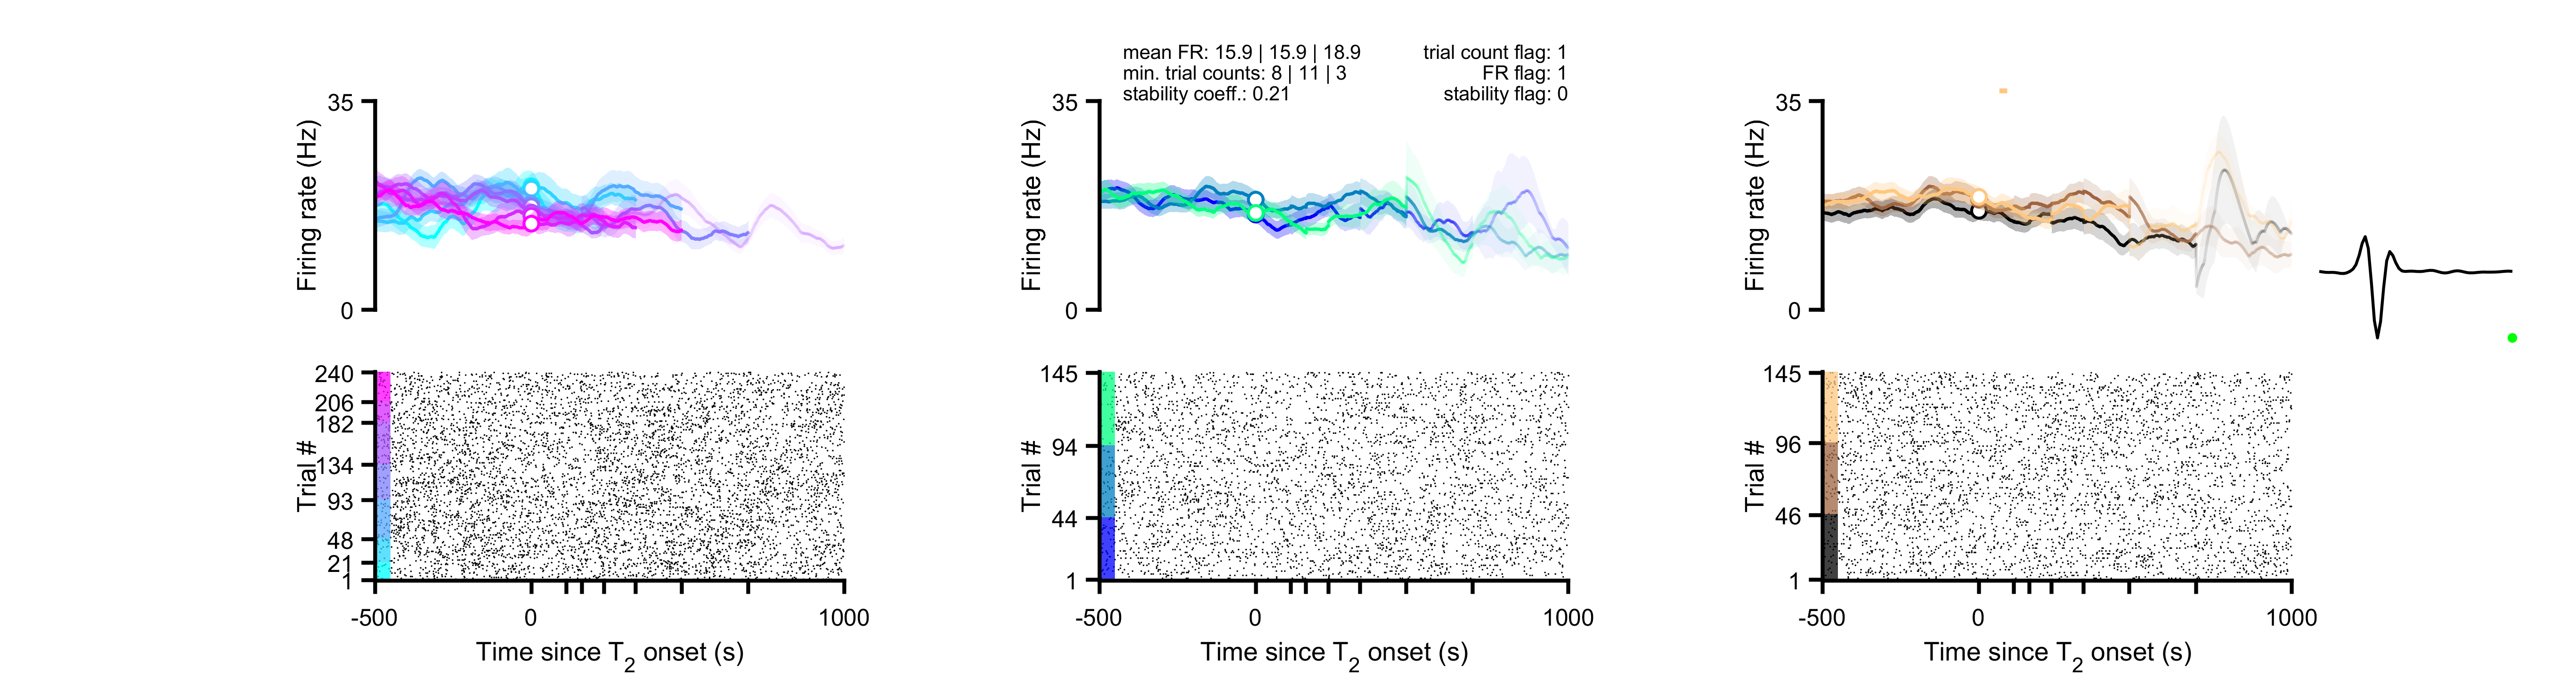 mean FR: 15.9 | 15.9 | 18.9
min. trial counts: 8 | 11 | 3
stability coeff.: 0.21
trial count flag: 1
FR flag: 1
stability flag: 0
35
Firing rate (Hz)
0
35
Firing rate (Hz)
0
35
Firing rate (Hz)
0
240
206
182
134
93
48
21
1
Trial #
-500
0
1000
Time since T2 onset (s)
145
94
44
1
Trial #
-500
0
1000
Time since T2 onset (s)
145
96
46
1
Trial #
-500
0
1000
Time since T2 onset (s)